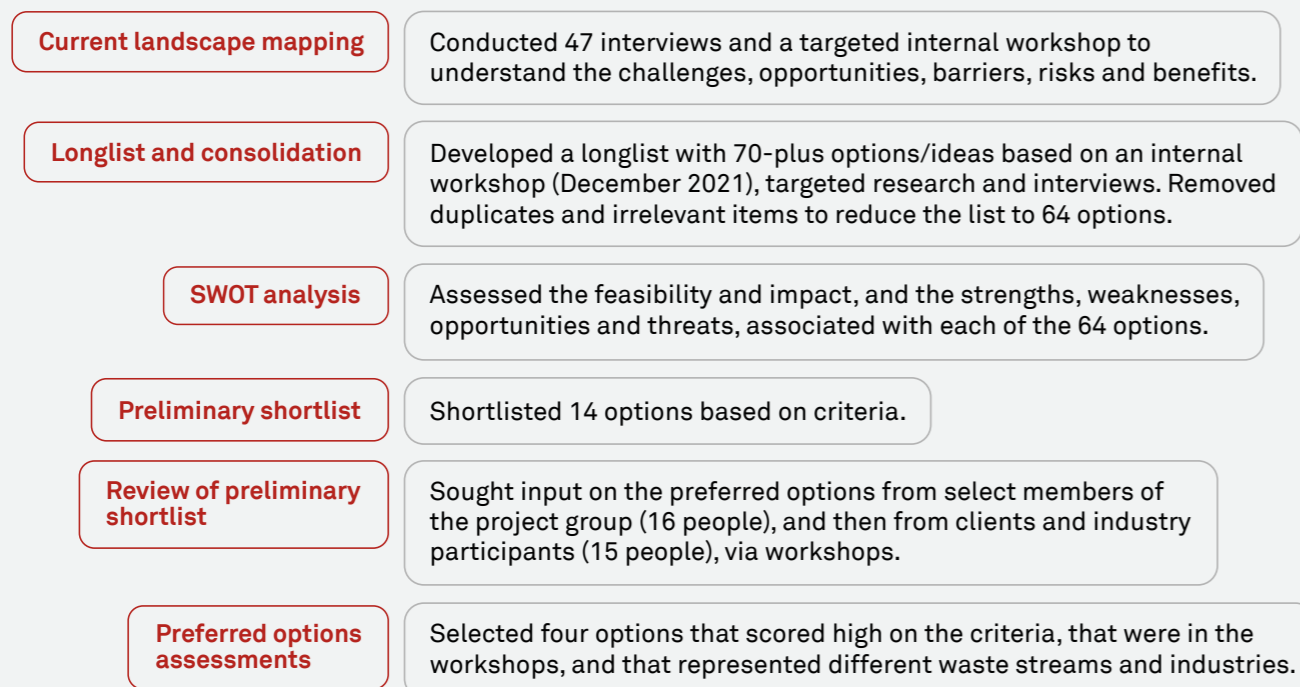 Current landscape mapping
Conducted 47 interviews and a targeted internal workshop to
understand the challenges, opportunities, barriers, risks and benefits.
Longlist and consolidation
Developed a longlist with 70-plus options/ideas based on an internal
workshop (December 2021), targeted research and interviews. Removed
duplicates and irrelevant items to reduce the list to 64 options.
SWOT analysis
Assessed the feasibility and impact, and the strengths, weaknesses,
opportunities and threats, associated with each of the 64 options.
Preliminary shortlist
Shortlisted 14 options based on criteria.
Review of preliminary
shortlist
Sought input on the preferred options from select members of
the project group (16 people), and then from clients and industry
participants (15 people), via workshops.
Preferred options
assessments
Selected four options that scored high on the criteria, that were in the
workshops, and that represented different waste streams and industries.